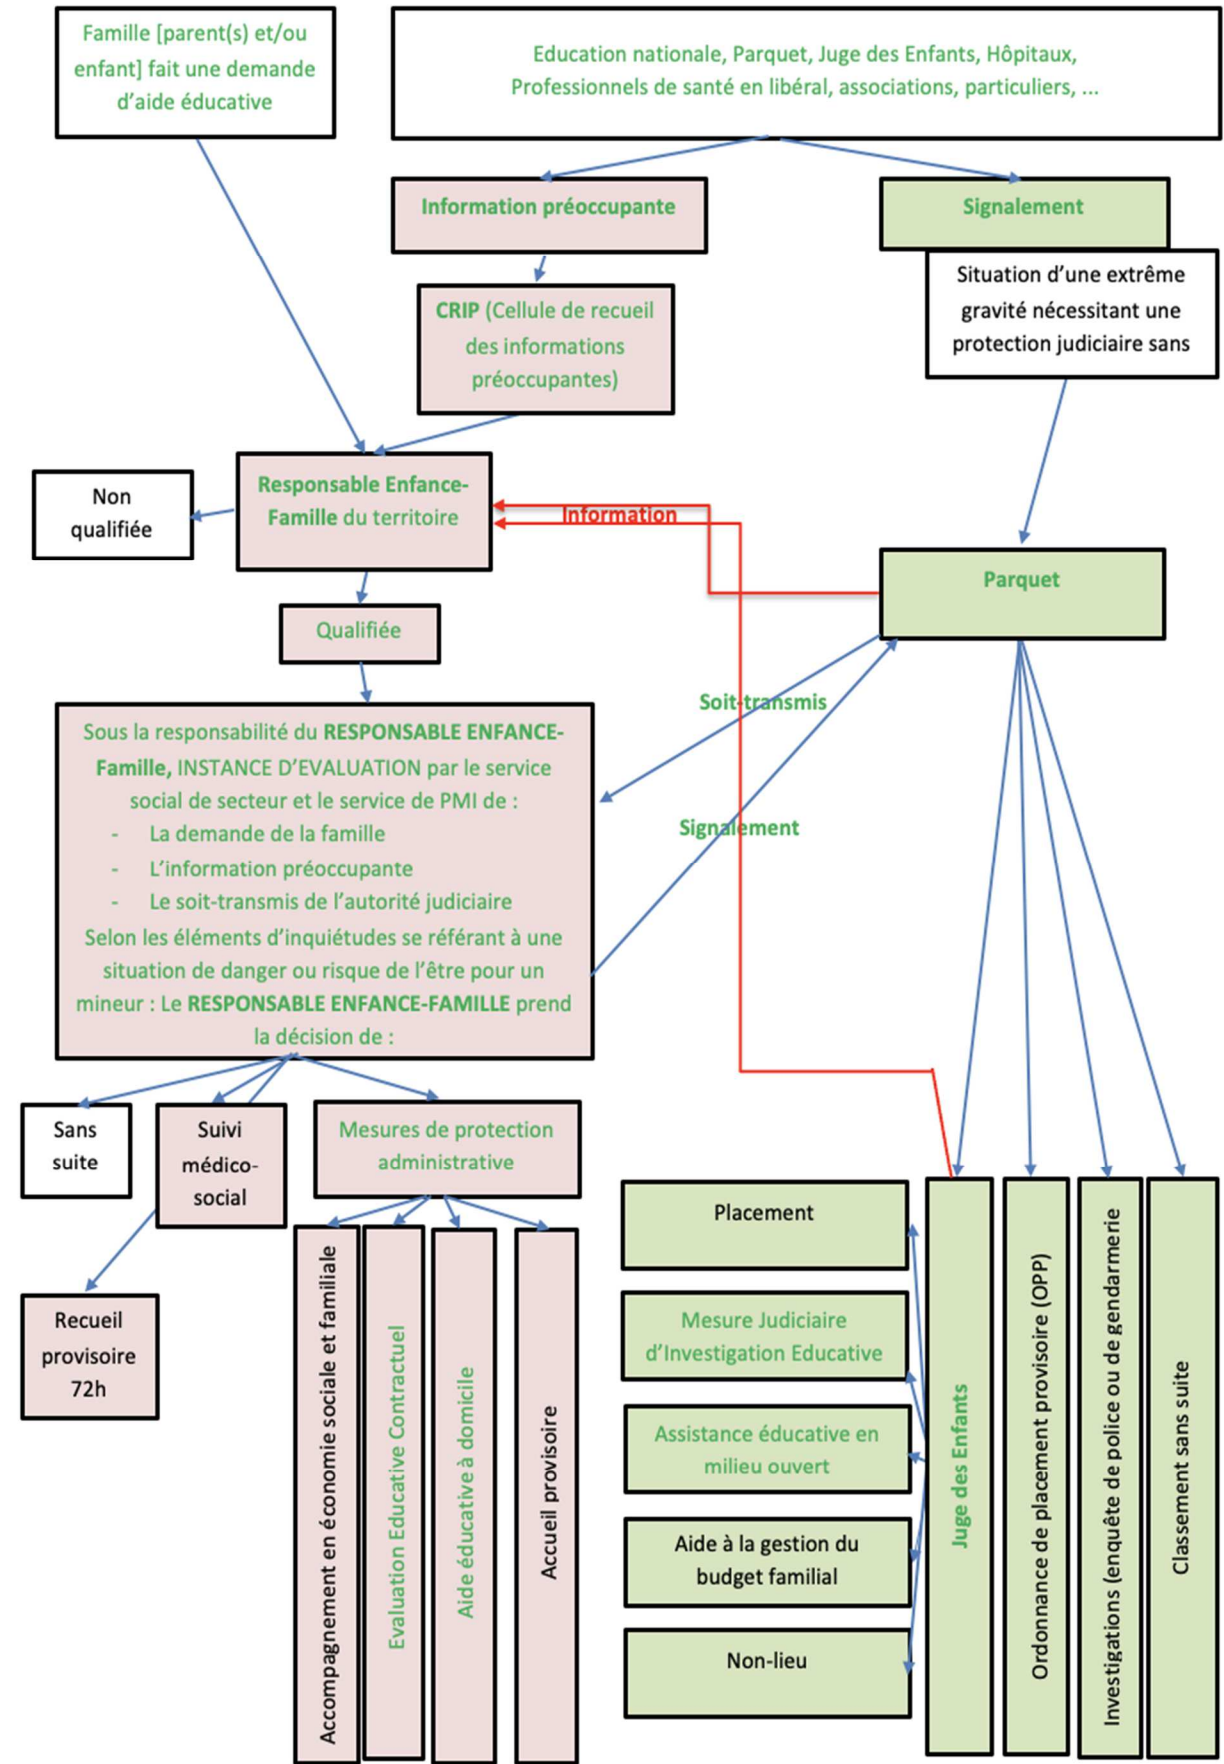 Famille [parent(s) et/ou
enfant] fait une demande
d’aide éducative
Education nationale, Parquet, Juge des Enfants, Hôpitaux,
Professionnels de santé en libéral, associations, particuliers, ...
Information préoccupante
Signalement
Situation d’une extrême
gravité nécessitant une
protection judiciaire sans
CRIP (Cellule de recueil
des informations
préoccupantes)
Responsable Enfance-
Famille du territoire
Non
qualifiée
Information
Parquet
Qualifiée
Soit-transmis
Signalement
Sous la responsabilité du RESPONSABLE ENFANCE-
Famille, INSTANCE D’EVALUATION par le service
social de secteur et le service de PMI de :
- La demande de la famille
- L’information préoccupante
- Le soit-transmis de l’autorité judiciaire
Selon les éléments d’inquiétudes se référant à une
situation de danger ou risque de l’être pour un
mineur : Le RESPONSABLE ENFANCE-FAMILLE prend
la décision de :
Sans
suite
Suivi
médico-
social
Mesures de protection
administrative
Recueil
provisoire
72h
Accompagnement en économie sociale et familiale
Evaluation Educative Contractuel
Aide éducative à domicile
Accueil provisoire
Placement
Mesure Judiciaire
d’Investigation Educative
Assistance éducative en
milieu ouvert
Aide à la gestion du
budget familial
Non-lieu
Juge des Enfants
Ordonnance de placement provisoire (OPP)
Investigations (enquête de police ou de gendarmerie
Classement sans suite